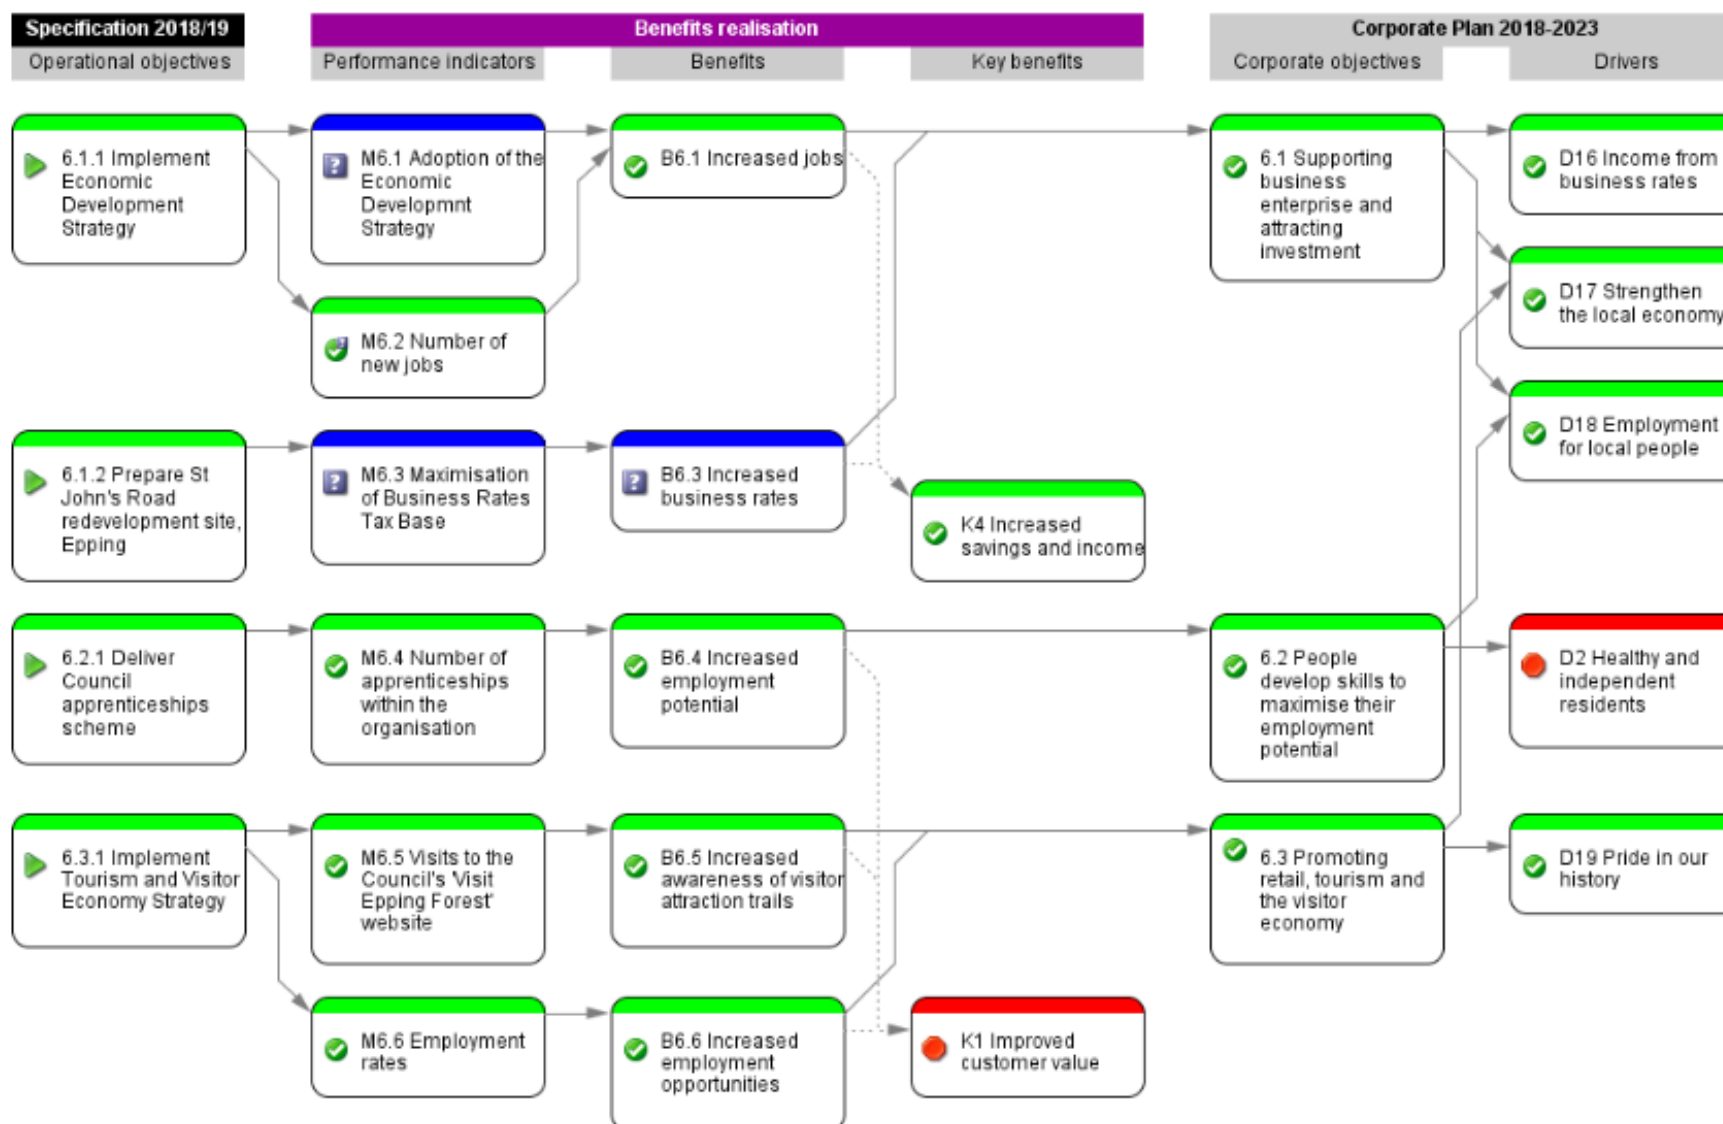 Specification 2018/19
Benefits realisation
Corporate Plan 2018-2023
Operational objectives
Performance indicators
Benefits
Key benefits
Corporate objectives
Drivers
6.1.1 Implement
Economic
Development
Strategy
M6.1 Adoption of the
Economic
Developmnt
Strategy
B6.1 Increased jobs
6.1 Supporting
business
enterprise and
attracting
investment
D16 Income from
business rates
D17 Strengthen
the local economy
M6.2 Number of
new jobs
D18 Employment
for local people
6.1.2 Prepare St
John's Road
redevelopment site,
Epping
M6.3 Maximisation
of Business Rates
Tax Base
B6.3 Increased
business rates
K4 Increased
savings and income
6.2.1 Deliver
Council
apprenticeships
scheme
M6.4 Number of
apprenticeships
within the
organisation
B6.4 Increased
employment
potential
6.2 People
develop skills to
maximise their
employment
potential
D2 Healthy and
independent
residents
6.3.1 Implement
Tourism and Visitor
Economy Strategy
M6.5 Visits to the
Council's 'Visit
Epping Forest'
website
B6.5 Increased
awareness of visitor
attraction trails
6.3 Promoting
retail, tourism and
the visitor
economy
D19 Pride in our
history
M6.6 Employment
rates
B6.6 Increased
employment
opportunities
K1 Improved
customer value